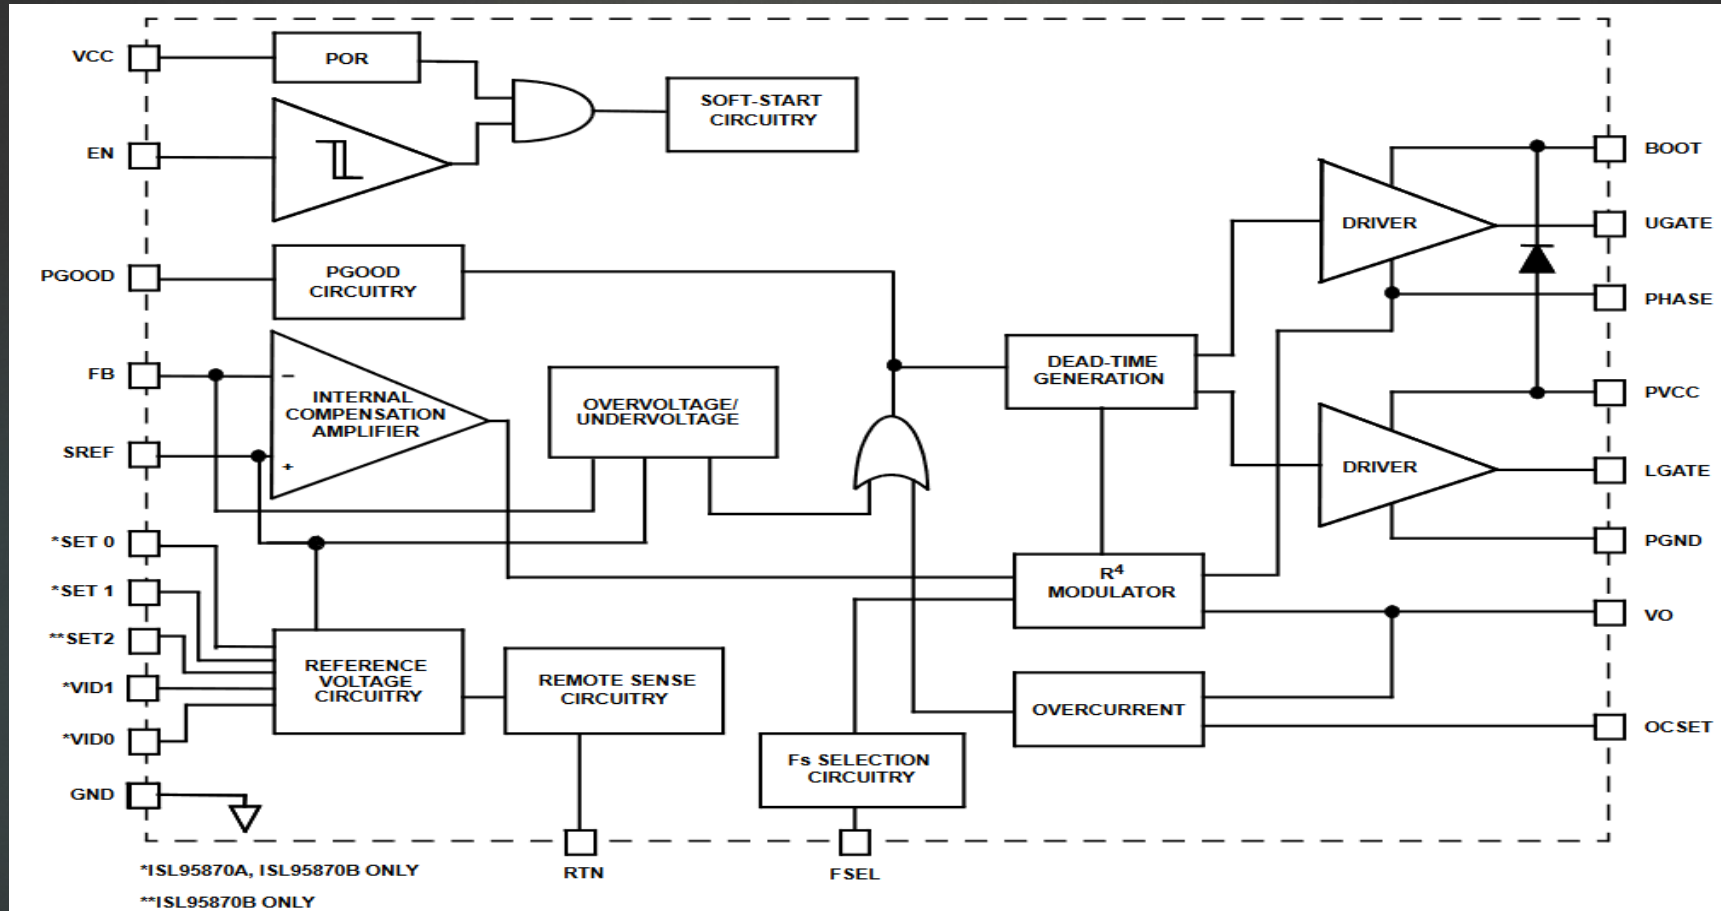 VCC
POR
SOFT-START
CIRCUITRY
EN
BOOT
DRIVER
UGATE
PGOOD
PGOOD
CIRCUITRY
PHASE
FB
−
INTERNAL
COMPENSATION
AMPLIFIER
+
OVERVOLTAGE/
UNDERVOLTAGE
DEAD-TIME
GENERATION
PVCC
SREF
DRIVER
LGATE
*SET 0
PGND
*SET 1
R⁴
MODULATOR
VO
**SET2
REFERENCE
VOLTAGE
CIRCUITRY
REMOTE SENSE
CIRCUITRY
*VID1
OVERCURRENT
OCSET
*VID0
Fs SELECTION
CIRCUITRY
GND
*ISL95870A, ISL95870B ONLY
RTN
FSEL
**ISL95870B ONLY